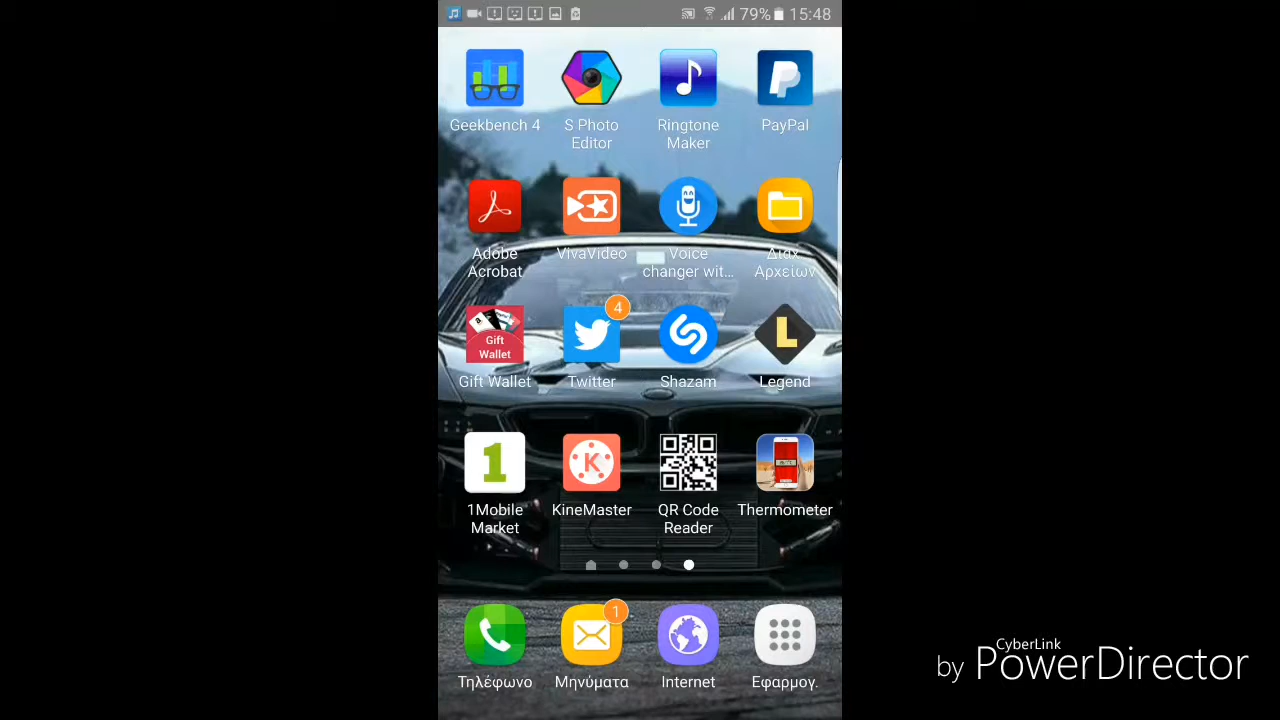 79% 15:48
Geekbench 4
S Photo
Editor
Ringtone
Maker
PayPal
Adobe
Acrobat
VivaVideo
Voice
changer wit...
Διαχ.
Αρχείων
Gift
Wallet
Gift Wallet
4
Twitter
Shazam
L
Legend
1
1Mobile
Market
K
KineMaster
QR Code
Reader
Thermometer
Τηλέφωνο
1
Μηνύματα
Internet
Εφαρμογ.
CyberLink
by PowerDirector